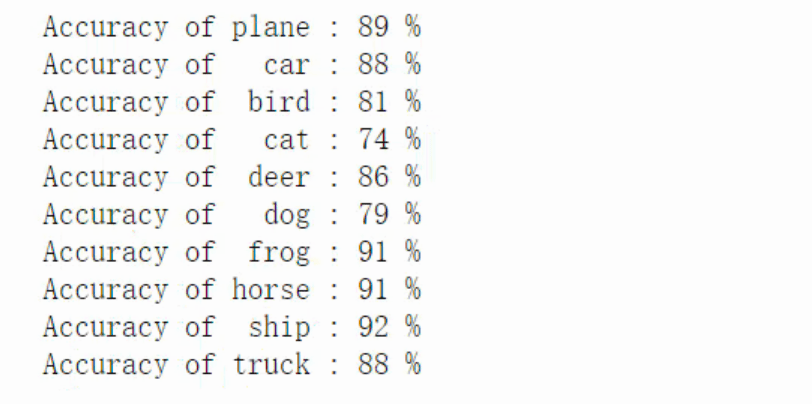 Accuracy of plane : 89 %
Accuracy of   car : 88 %
Accuracy of  bird : 81 %
Accuracy of   cat : 74 %
Accuracy of  deer : 86 %
Accuracy of   dog : 79 %
Accuracy of  frog : 91 %
Accuracy of horse : 91 %
Accuracy of  ship : 92 %
Accuracy of truck : 88 %